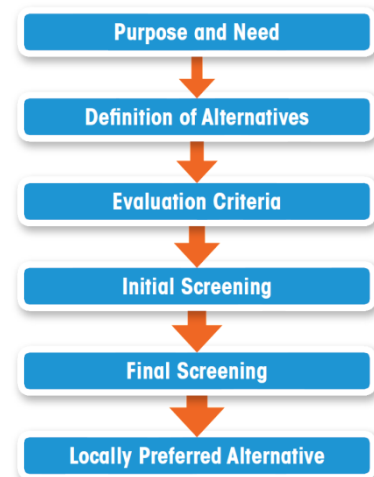 Purpose and Need
Definition of Alternatives
Evaluation Criteria
Initial Screening
Final Screening
Locally Preferred Alternative